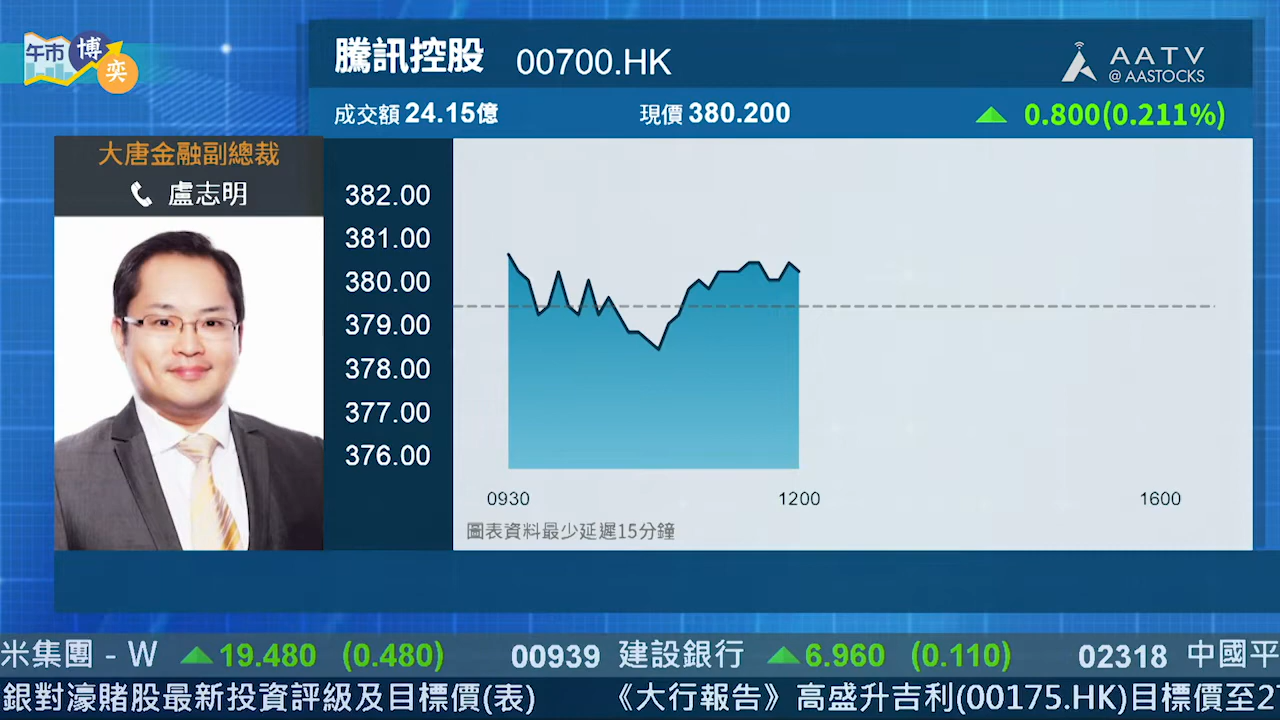 午市
博
弈
騰訊控股 00700.HK
AATV
@ AASTOCKS
成交額 24.15億 現價 380.200 0.800(0.211%)
大唐金融副總裁
盧志明
382.00
381.00
380.00
379.00
378.00
377.00
376.00
0930 1200 1600
圖表資料最少延遲15分鐘
米集團 - W 19.480 (0.480) 00939 建設銀行 6.960 (0.110) 02318 中國平
銀對濠賭股最新投資評級及目標價(表) 《大行報告》高盛升吉利(00175.HK)目標價至2